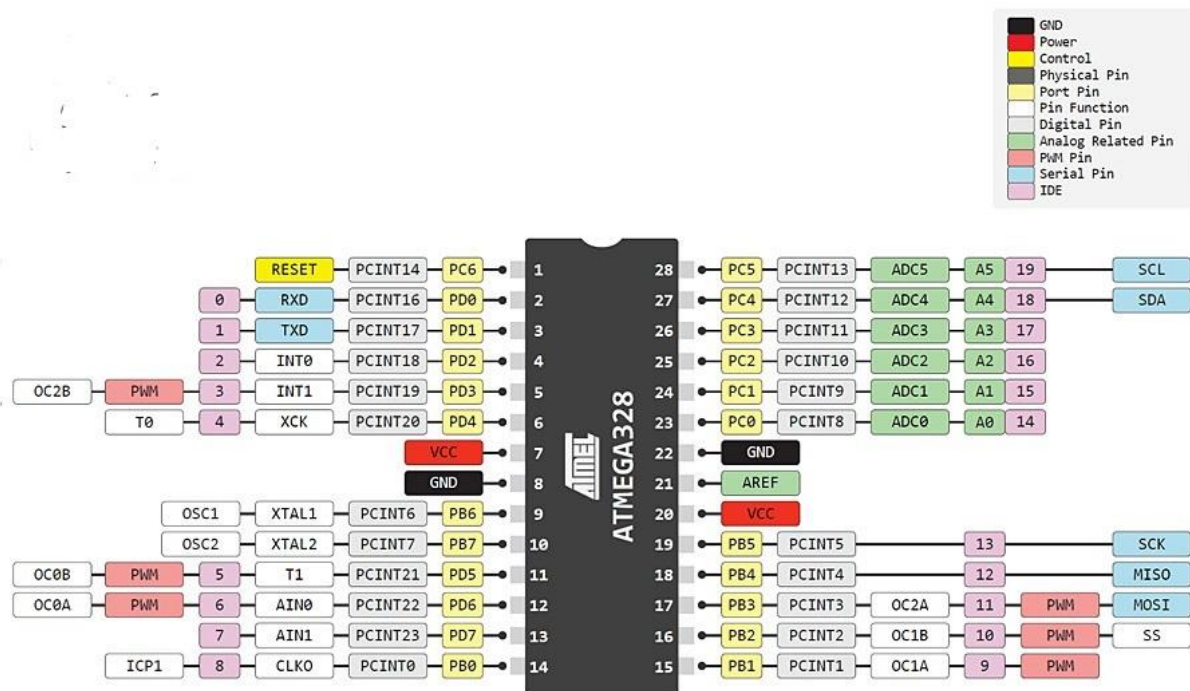 GND
Power
Control
Physical Pin
Port Pin
Pin Function
Digital Pin
Analog Related Pin
PWM Pin
Serial Pin
IDE
RESET PCINT14 PC6 1 28 PC5 PCINT13 ADC5 A5 19 SCL
0 RXD PCINT16 PD0 2 27 PC4 PCINT12 ADC4 A4 18 SDA
1 TXD PCINT17 PD1 3 26 PC3 PCINT11 ADC3 A3 17
2 INT0 PCINT18 PD2 4 25 PC2 PCINT10 ADC2 A2 16
OC2B PWM 3 INT1 PCINT19 PD3 5 24 PC1 PCINT9 ADC1 A1 15
T0 4 XCK PCINT20 PD4 6 23 PC0 PCINT8 ADC0 A0 14
VCC 7 22 GND
GND 8 21 AREF
OSC1 XTAL1 PCINT6 PB6 9 20 VCC
OSC2 XTAL2 PCINT7 PB7 10 19 PB5 PCINT5 13 SCK
OC0B PWM 5 T1 PCINT21 PD5 11 18 PB4 PCINT4 12 MISO
OC0A PWM 6 AIN0 PCINT22 PD6 12 17 PB3 PCINT3 OC2A 11 PWM MOSI
7 AIN1 PCINT23 PD7 13 16 PB2 PCINT2 OC1B 10 PWM SS
ICP1 8 CLKO PCINT0 PB0 14 15 PB1 PCINT1 OC1A 9 PWM
ATMEL
ATMEGA328